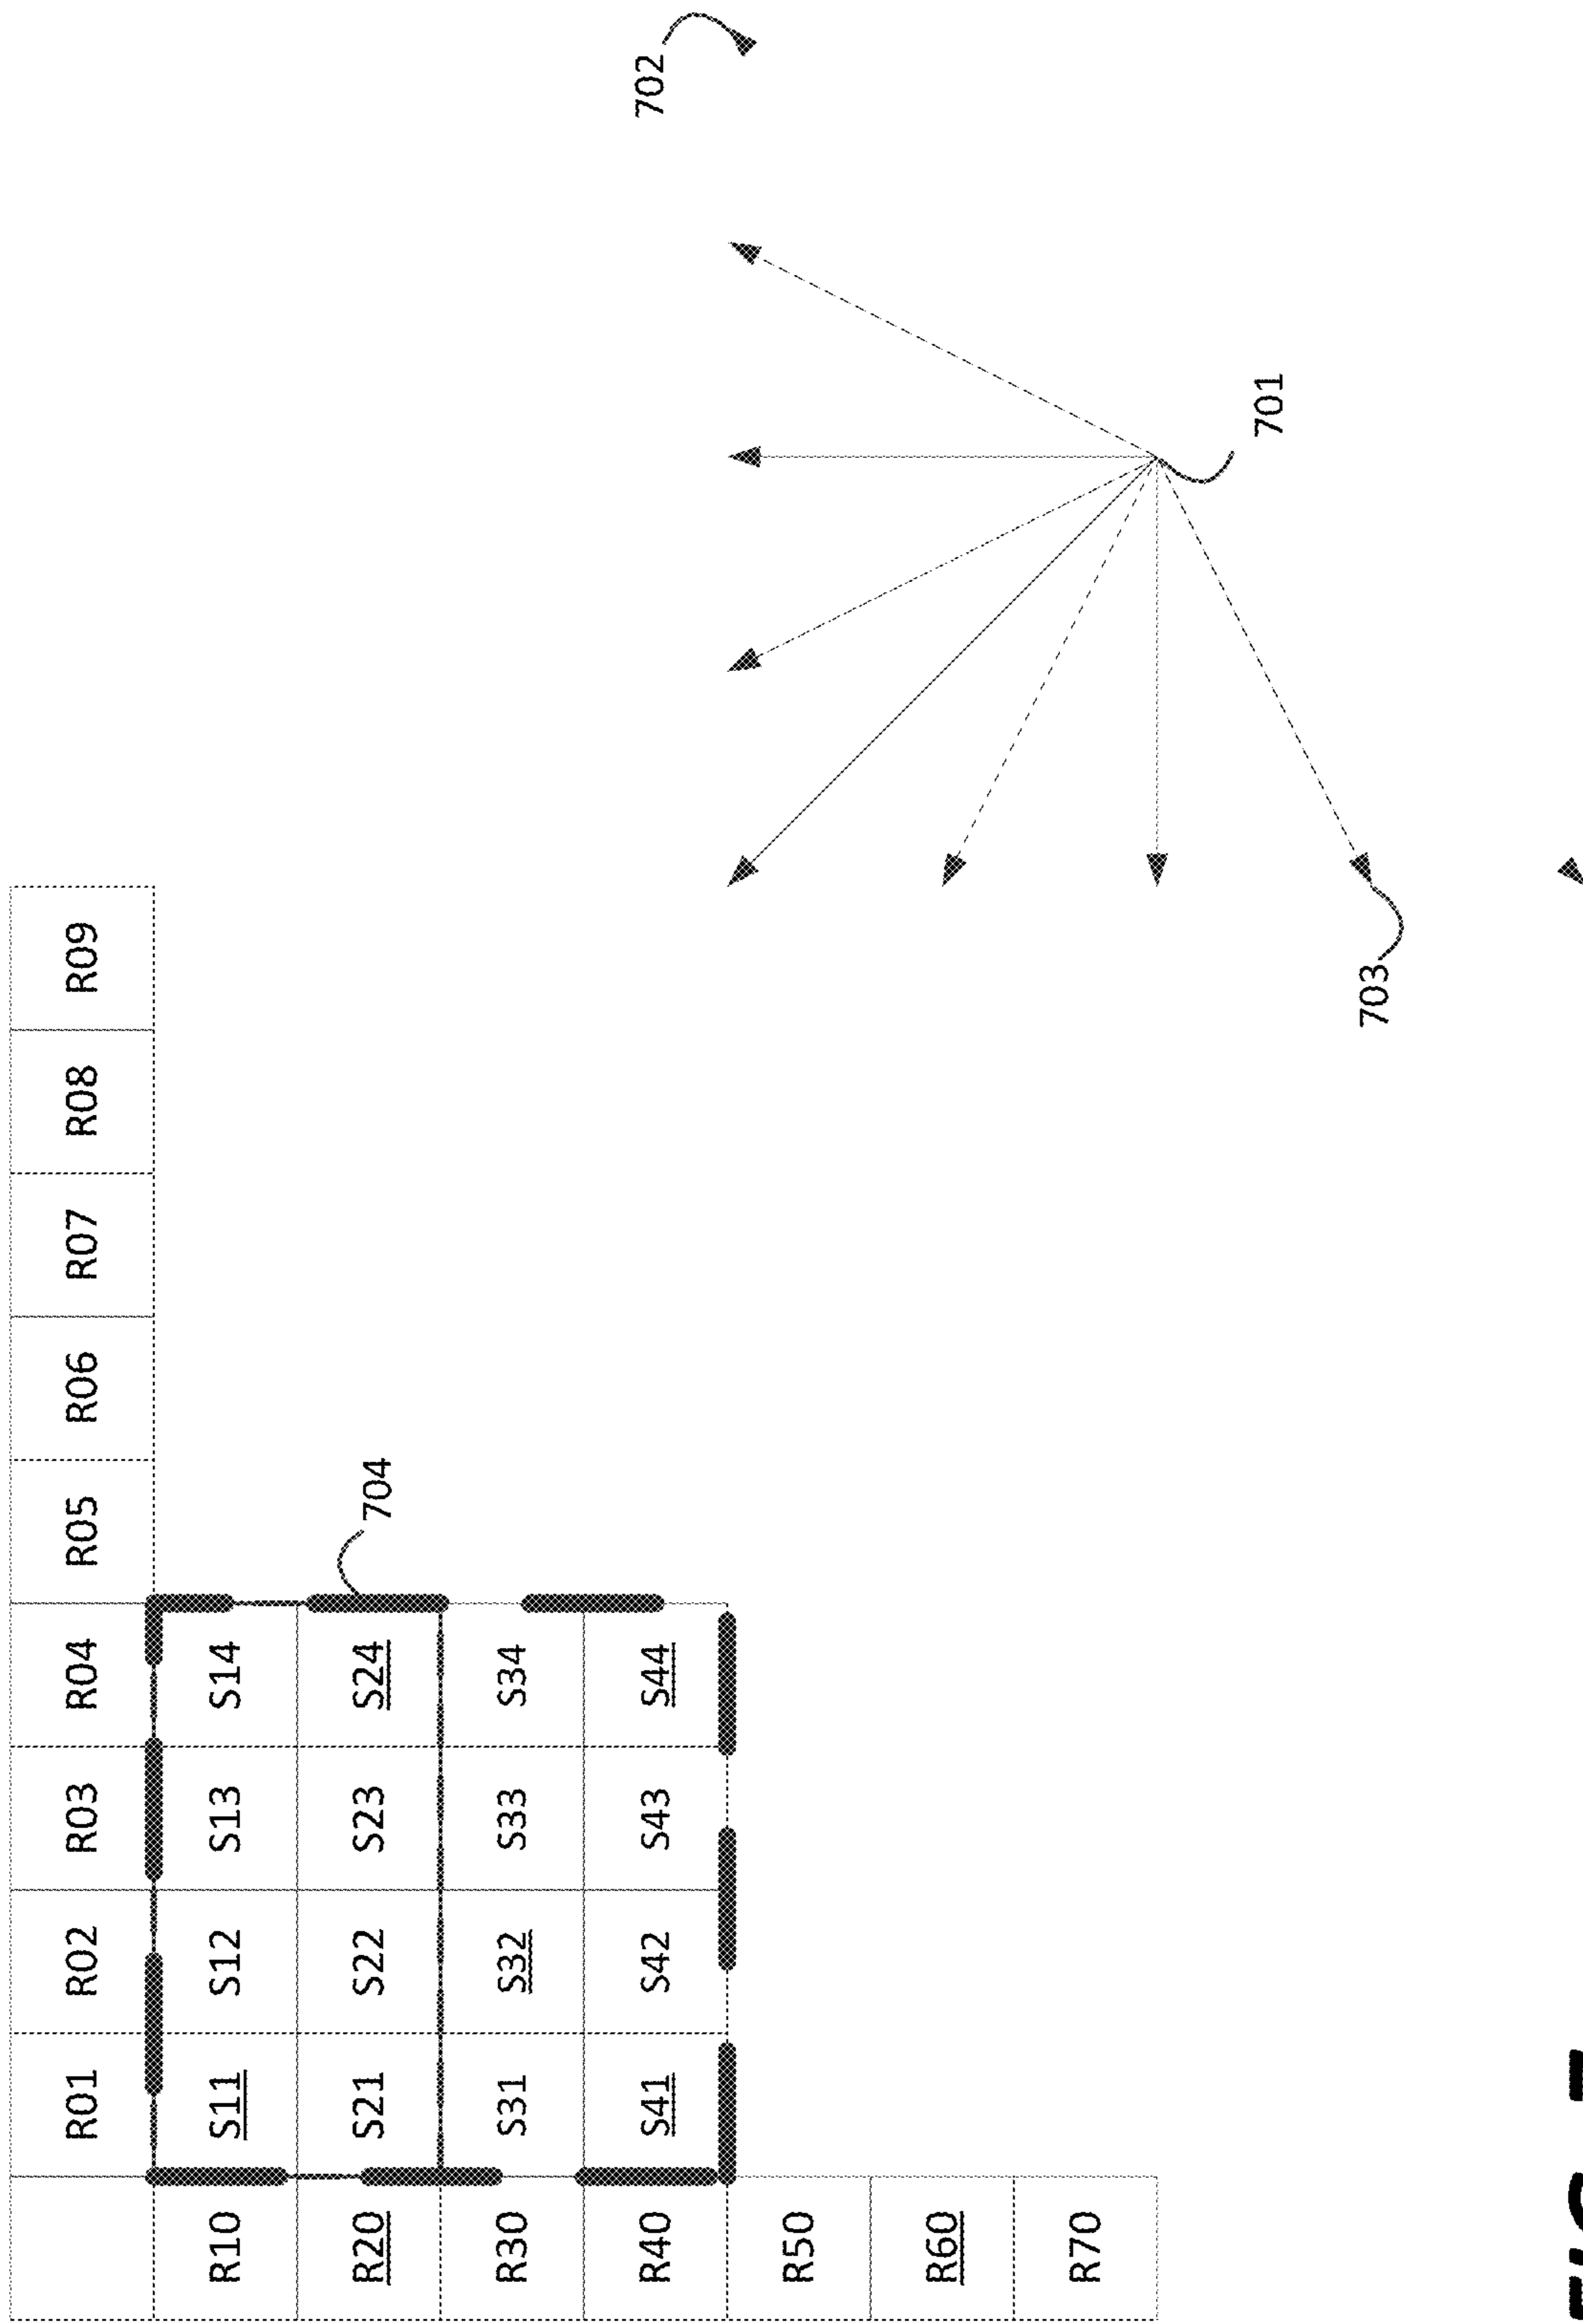 R01 R02 R03 R04 R05 R06 R07 R08 R09
R10 S11 S12 S13 S14
R20 S21 S22 S23 S24 704
R30 S31 S32 S33 S34
R40 S41 S42 S43 S44 702
R50
R60
R70
701
703